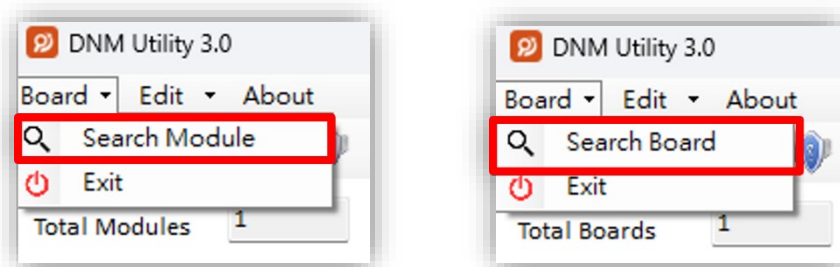 DNM Utility 3.0
Board Edit About
Search Module
Exit
Total Modules 1
DNM Utility 3.0
Board Edit About
Search Board
Exit
Total Boards 1